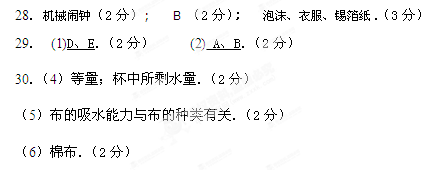 28. 机械闹钟（2分）； B（2分）； 泡沫、衣服、锡箔纸.（3分）
29. (1)D、E.（2分） (2) A、B.（2分）
30.（4）等量；杯中所剩水量.（2分）
（5）布的吸水能力与布的种类有关.（2分）
（6）棉布.（2分）